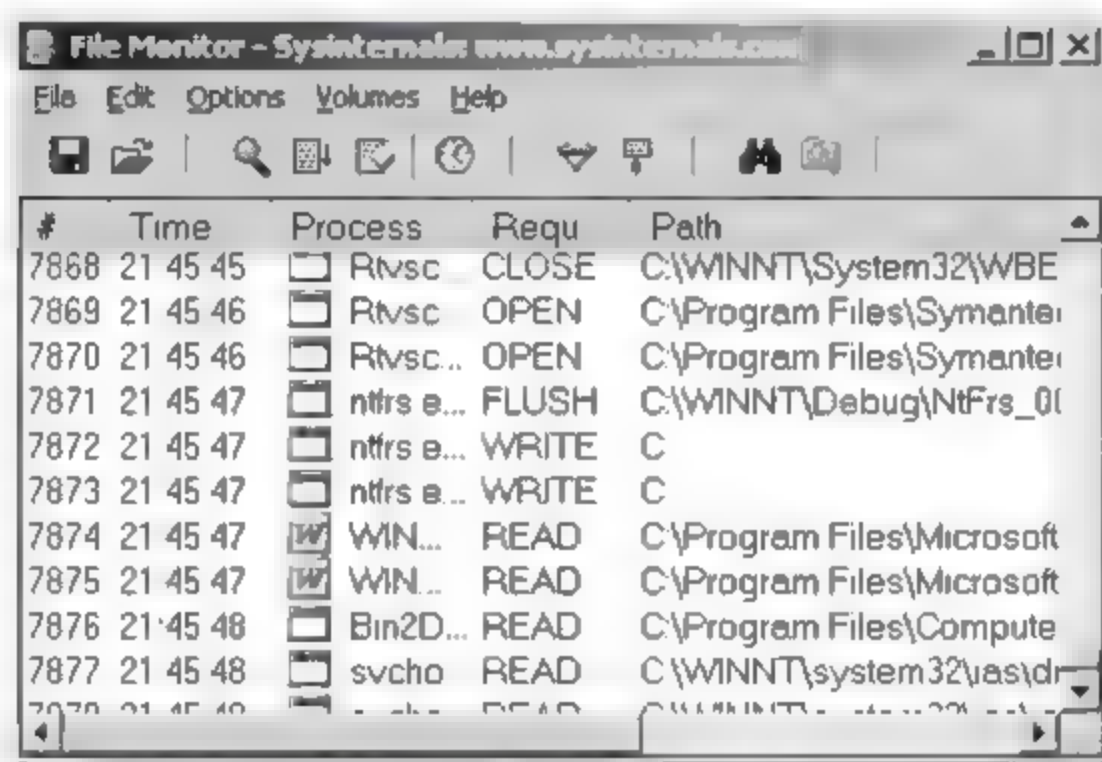 File Monitor - Sysinternals: www.sysinternals.com
File Edit Options Volumes Help
# Time Process Requ Path
7868 21 45 45 Rtvsc... CLOSE C:\WINNT\System32\WBE
7869 21 45 46 Rtvsc OPEN C:\Program Files\Symantec
7870 21 45 46 Rtvsc... OPEN C:\Program Files\Symantec
7871 21 45 47 ntfrs e... FLUSH C:\WINNT\Debug\NtFrs_00
7872 21 45 47 ntfrs e... WRITE C
7873 21 45 47 ntfrs e... WRITE C
7874 21 45 47 WIN... READ C:\Program Files\Microsoft
7875 21 45 47 WIN... READ C:\Program Files\Microsoft
7876 21:45 48 Bin2D... READ C:\Program Files\Compute
7877 21 45 48 svcho READ C:\WINNT\system32\ias\d